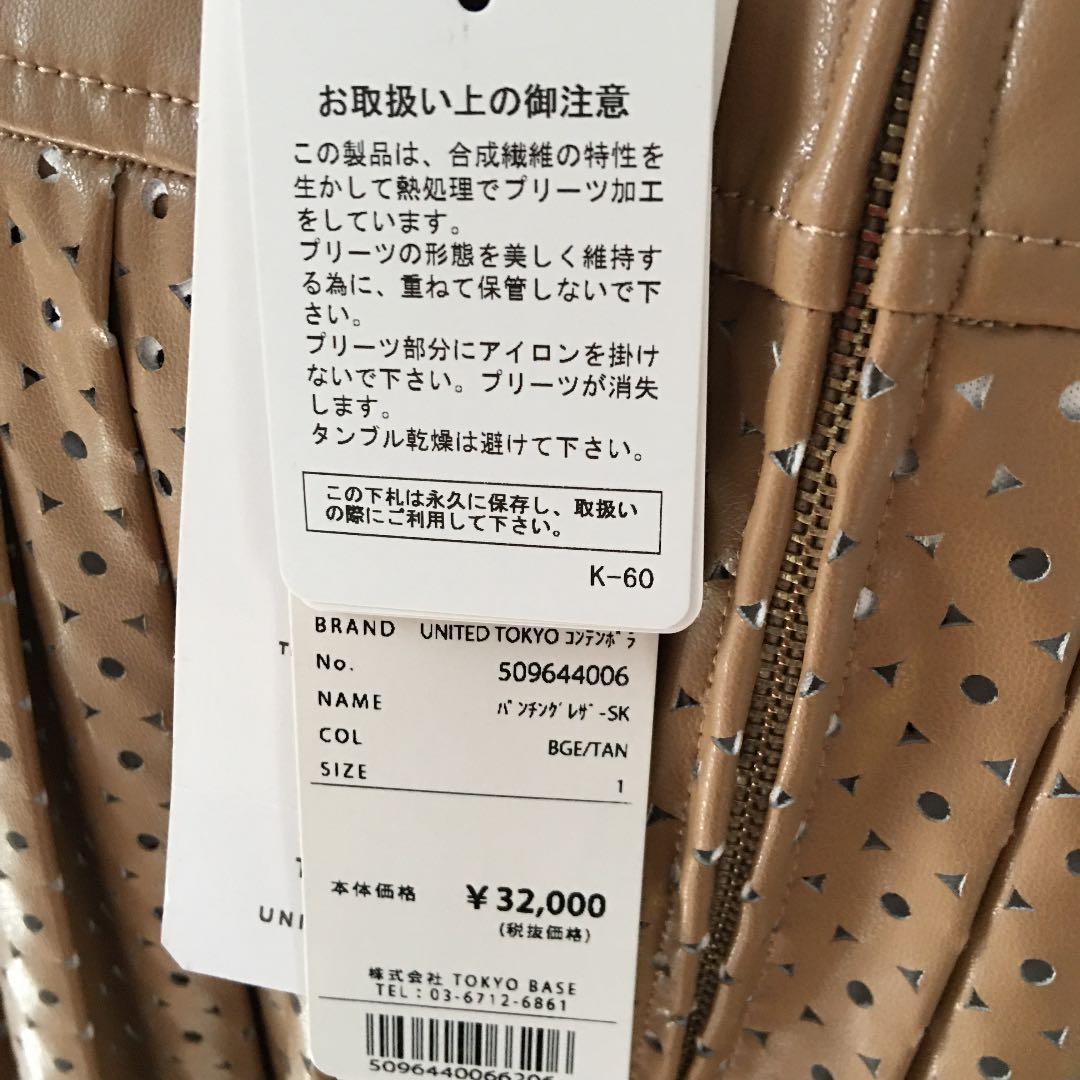 お取扱い上の御注意
この製品は、合成繊維の特性を
生かして熱処理でプリーツ加工
をしています。
プリーツの形態を美しく維持す
る為に、重ねて保管しないで下
さい。
プリーツ部分にアイロンを掛け
ないで下さい。プリーツが消失
します。
タンブル乾燥は避けて下さい。
この下札は永久に保存し、取扱い
の際にご利用して下さい。
K-60
BRAND UNITED TOKYO ｺﾝﾃﾝﾎﾟﾗ
No. 509644006
NAME ﾊﾟﾝﾁﾝｸﾞﾚｻﾞｰSK
COL BGE/TAN
SIZE 1
本体価格 ¥32,000
(税抜価格)
株式会社 TOKYO BASE
TEL：03-6712-6861
T
T
UNI